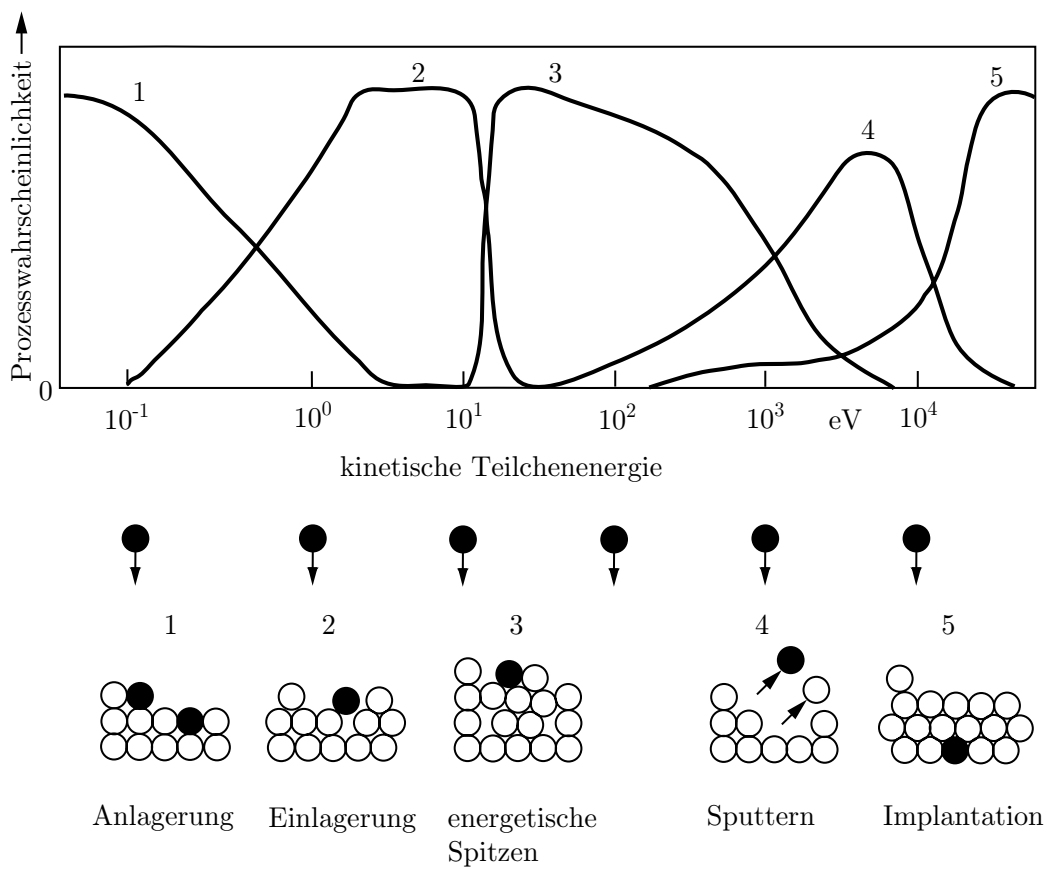 Prozesswahrscheinlichkeit
1
2
3
4
5
0
10⁻¹ 10⁰ 10¹ 10² 10³ eV 10⁴
kinetische Teilchenenergie
1 2 3 4 5
Anlagerung Einlagerung energetische Spitzen Sputtern Implantation